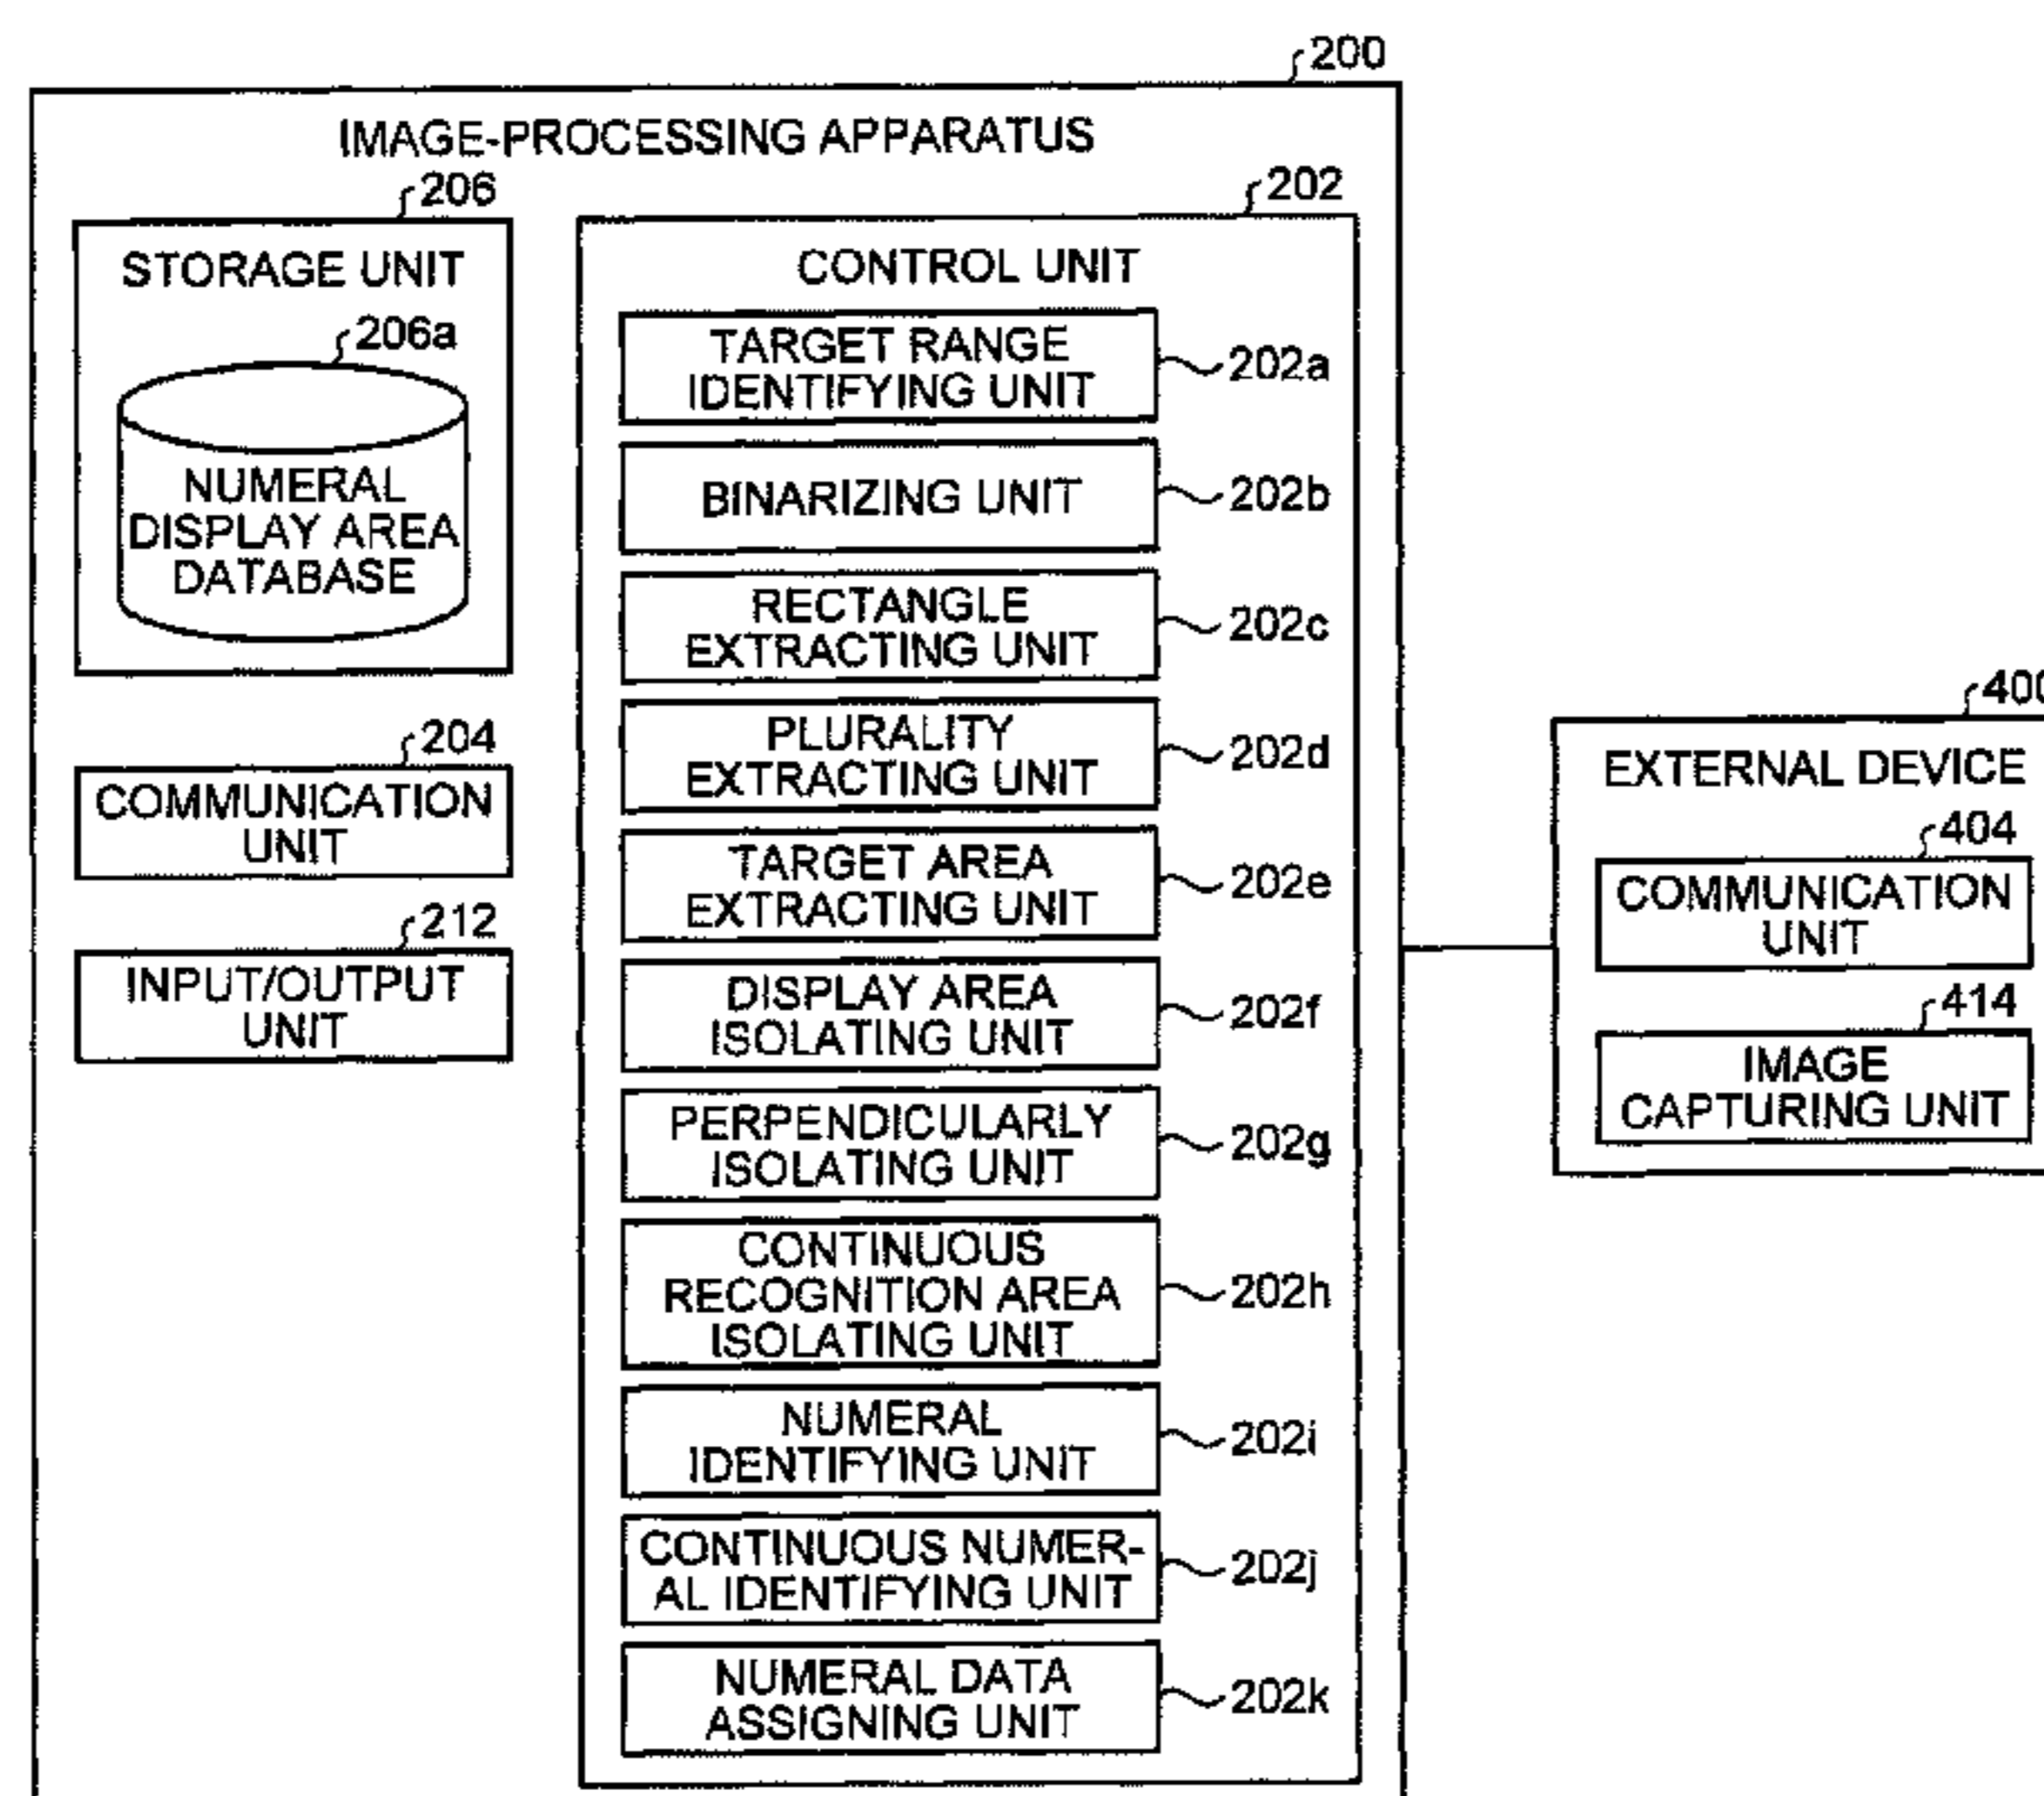 200
IMAGE-PROCESSING APPARATUS
206
STORAGE UNIT
206a
NUMERAL
DISPLAY AREA
DATABASE
204
COMMUNICATION
UNIT
212
INPUT/OUTPUT
UNIT
202
CONTROL UNIT
TARGET RANGE
IDENTIFYING UNIT
202a
BINARIZING UNIT
202b
RECTANGLE
EXTRACTING UNIT
202c
PLURALITY
EXTRACTING UNIT
202d
TARGET AREA
EXTRACTING UNIT
202e
DISPLAY AREA
ISOLATING UNIT
202f
PERPENDICULARLY
ISOLATING UNIT
202g
CONTINUOUS
RECOGNITION AREA
ISOLATING UNIT
202h
NUMERAL
IDENTIFYING UNIT
202i
CONTINUOUS NUMER-
AL IDENTIFYING UNIT
202j
NUMERAL DATA
ASSIGNING UNIT
202k
400
EXTERNAL DEVICE
404
COMMUNICATION
UNIT
414
IMAGE
CAPTURING UNIT